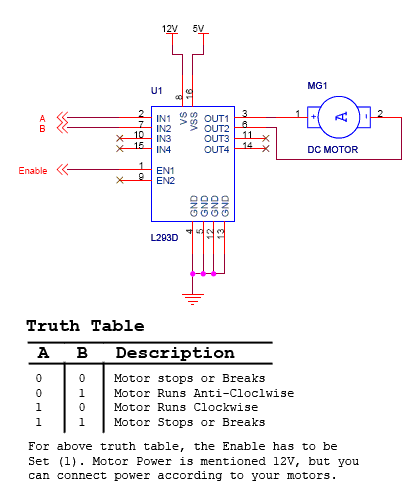 12V 5V
U1 MG1
8 16
VS VSS
A 2 IN1 OUT1 3 1 + A - 2
B 7 IN2 OUT2 6
10 IN3 OUT3 11
15 IN4 OUT4 14 DC MOTOR
Enable 1 EN1
9 EN2
GND GND GND GND
L293D 4 5 12 13
Truth Table
A B Description
0 0 Motor stops or Breaks
0 1 Motor Runs Anti-Cloclwise
1 0 Motor Runs Clockwise
1 1 Motor Stops or Breaks
For above truth table, the Enable has to be
Set (1). Motor Power is mentioned 12V, but you
can connect power according to your motors.